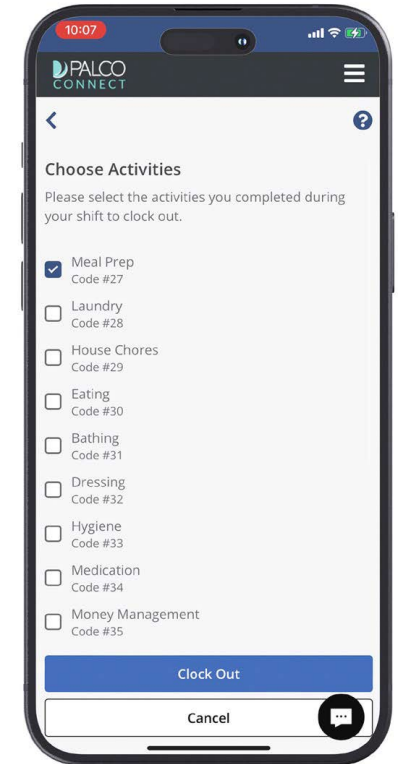 10:07
PALCO
CONNECT
?
Choose Activities
Please select the activities you completed during
your shift to clock out.
Meal Prep
Code #27
Laundry
Code #28
House Chores
Code #29
Eating
Code #30
Bathing
Code #31
Dressing
Code #32
Hygiene
Code #33
Medication
Code #34
Money Management
Code #35
Clock Out
Cancel